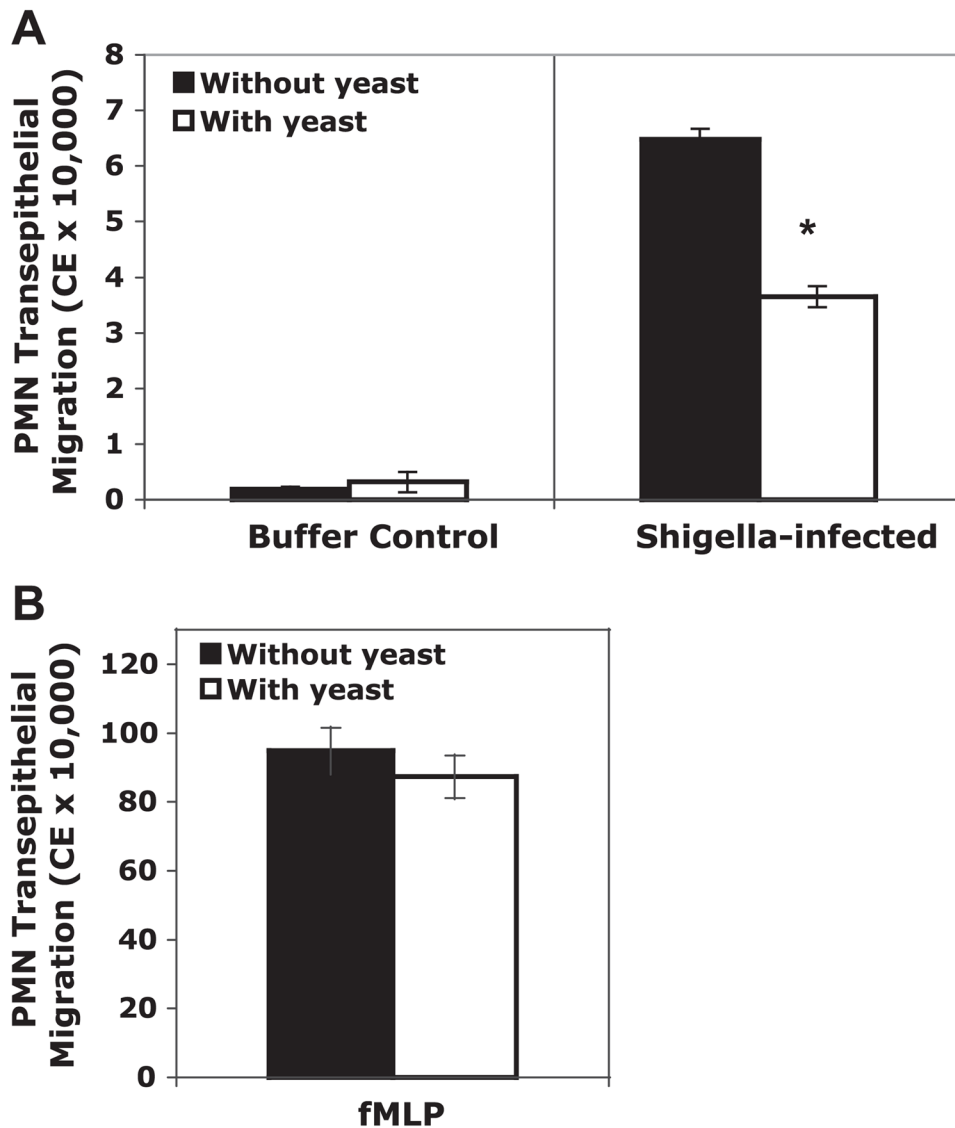 A
PMN Transepithelial
Migration (CE x 10,000)
8
7
6
5
4
3
2
1
0
Without yeast
With yeast
*
Buffer Control
Shigella-infected
B
PMN Transepithelial
Migration (CE x 10,000)
120
100
80
60
40
20
0
Without yeast
With yeast
fMLP